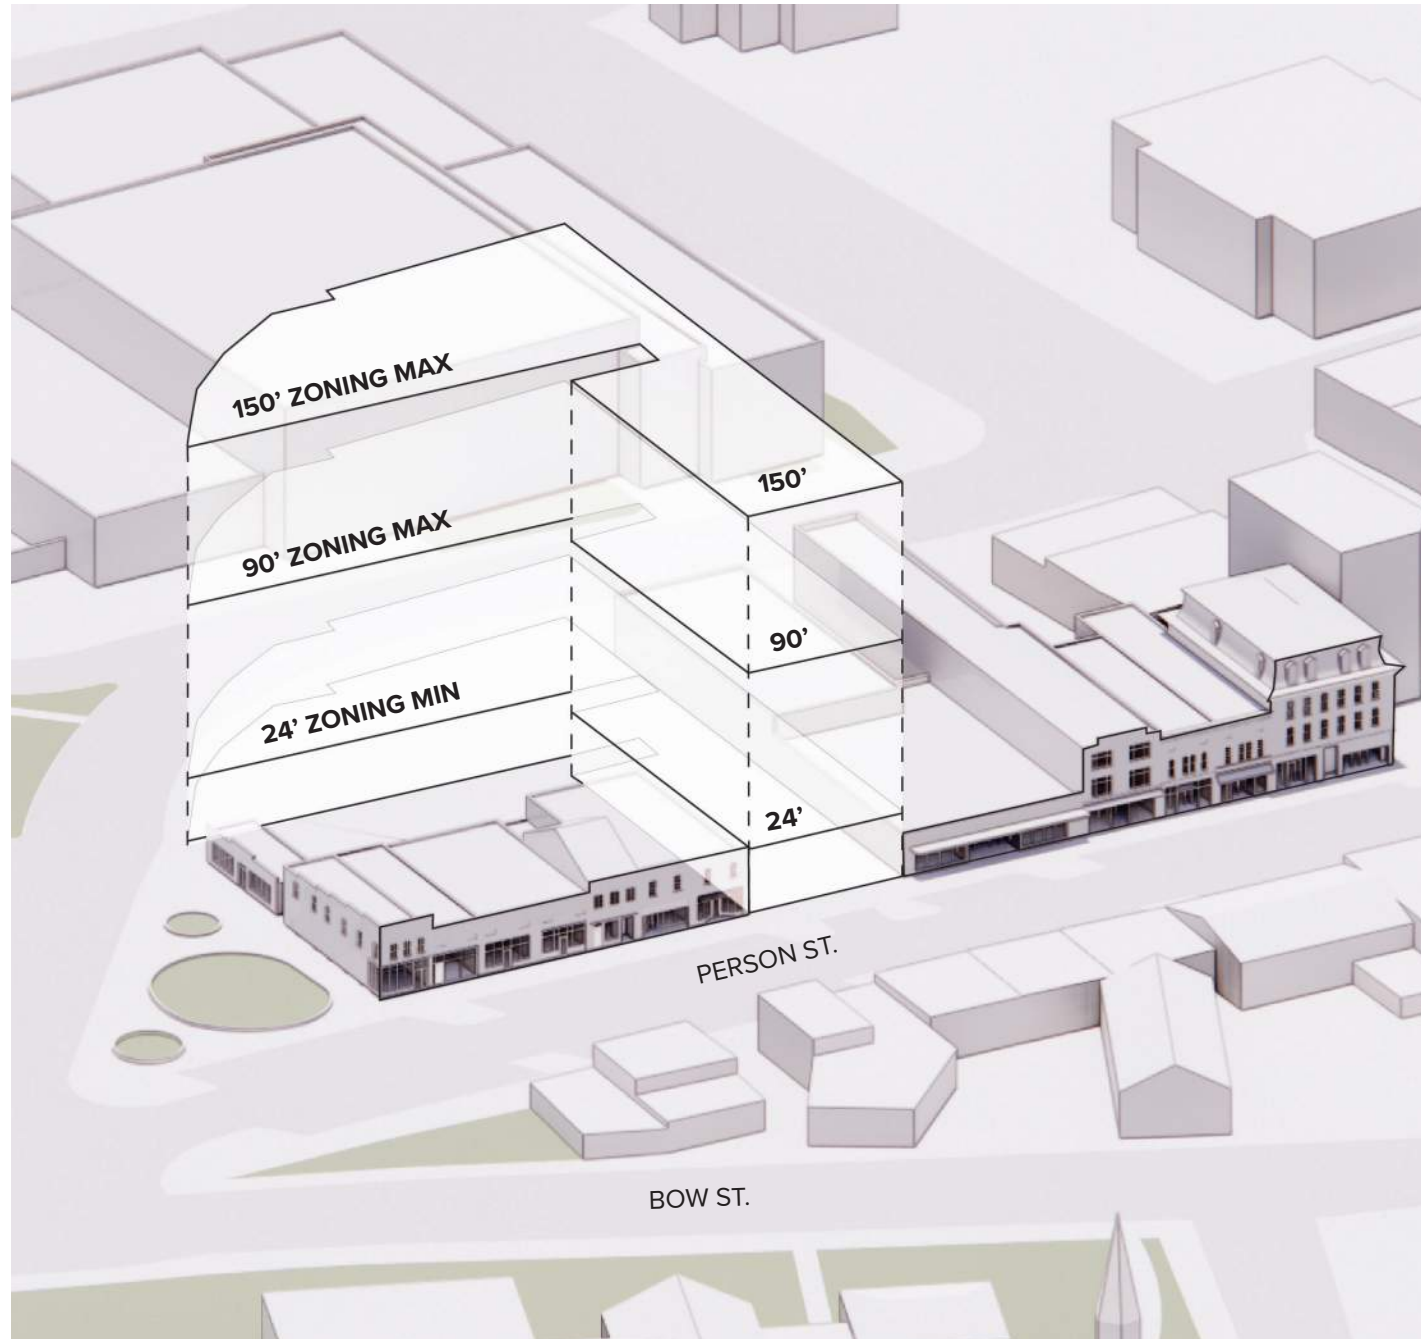 150’ ZONING MAX
150’
90’ ZONING MAX
90’
24’ ZONING MIN
24’
PERSON ST.
BOW ST.